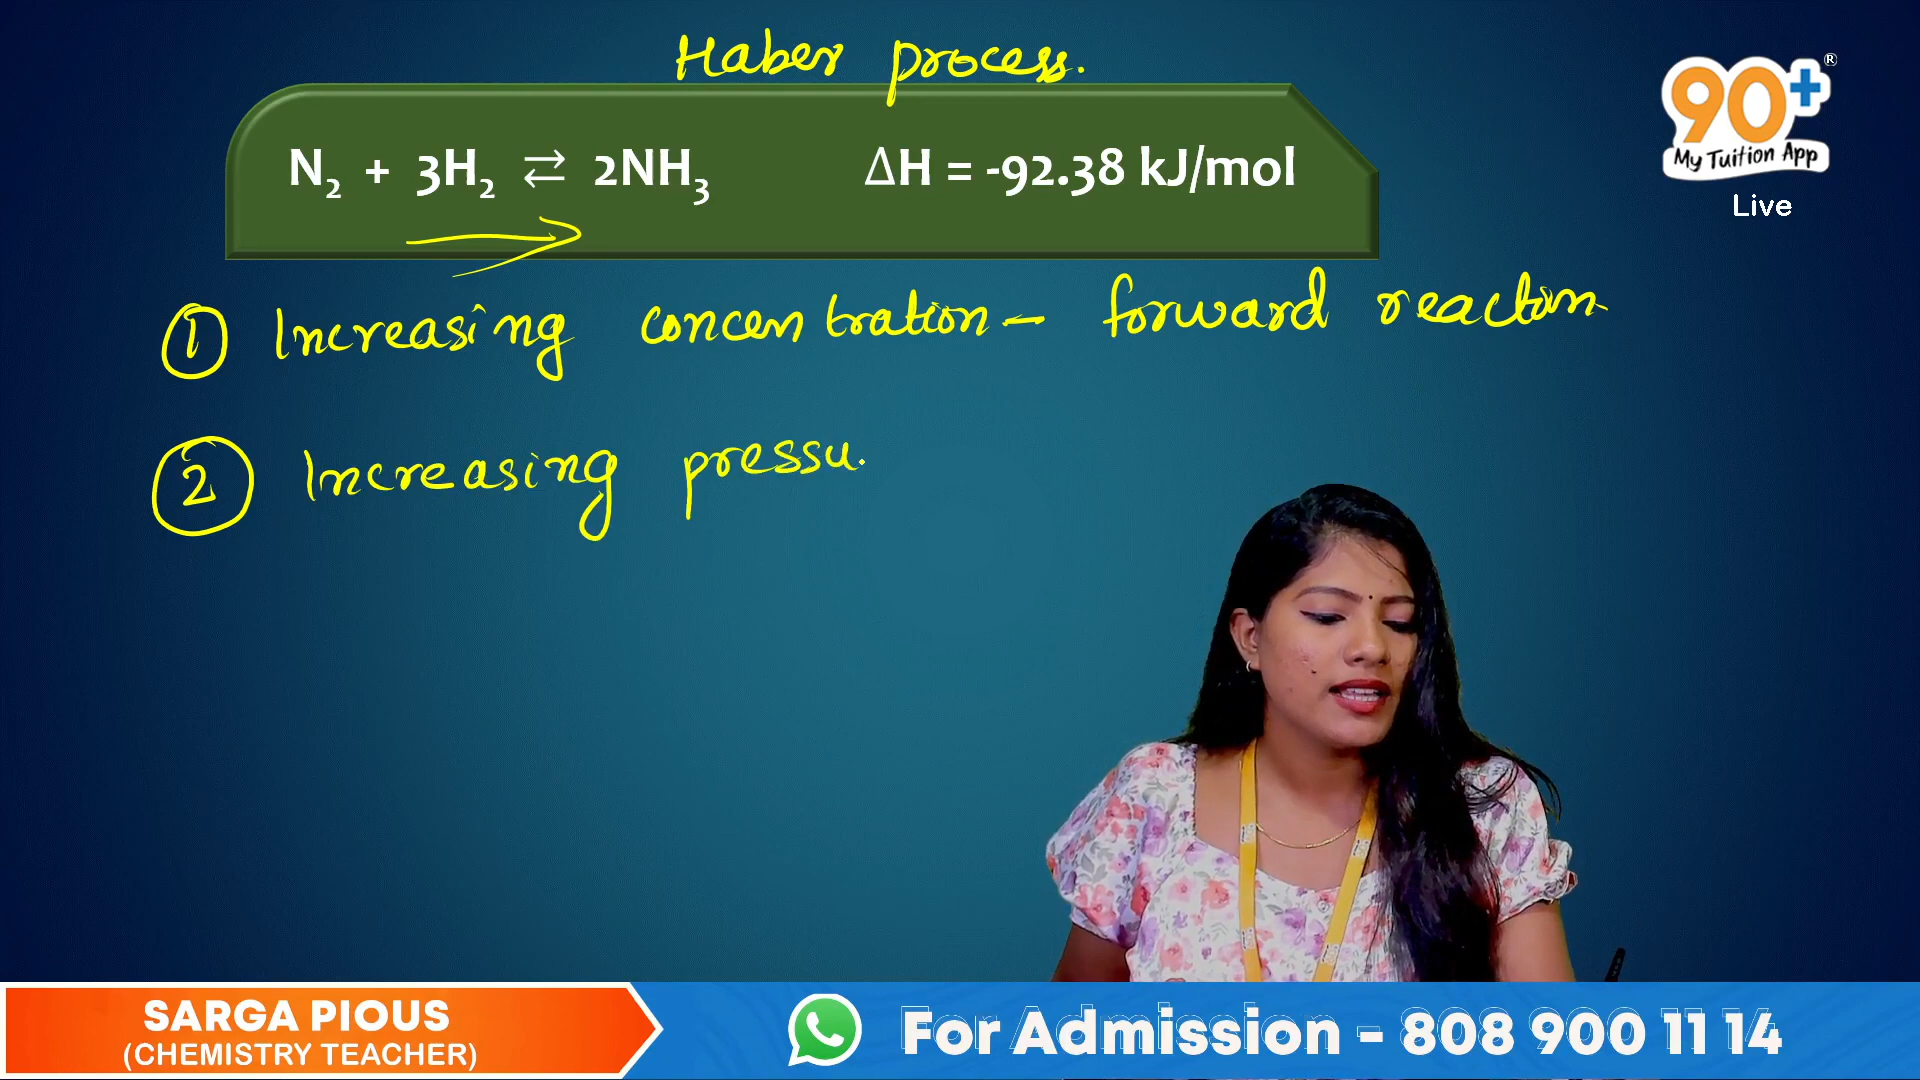 Haber process.
N₂ + 3H₂ ⇄ 2NH₃ ΔH = -92.38 kJ/mol
90+®
My Tuition App
Live
① Increasing concentration – forward reaction
② Increasing pressu.
SARGA PIOUS
(CHEMISTRY TEACHER)
For Admission - 808 900 11 14